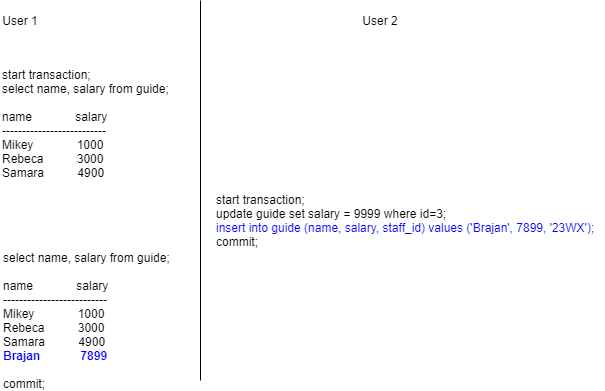 User 1
User 2
start transaction;
select name, salary from guide;
name salary
--------------------------
Mikey 1000
Rebeca 3000
Samara 4900
start transaction;
update guide set salary = 9999 where id=3;
insert into guide (name, salary, staff_id) values ('Brajan', 7899, '23WX');
commit;
select name, salary from guide;
name salary
--------------------------
Mikey 1000
Rebeca 3000
Samara 4900
Brajan 7899
commit;